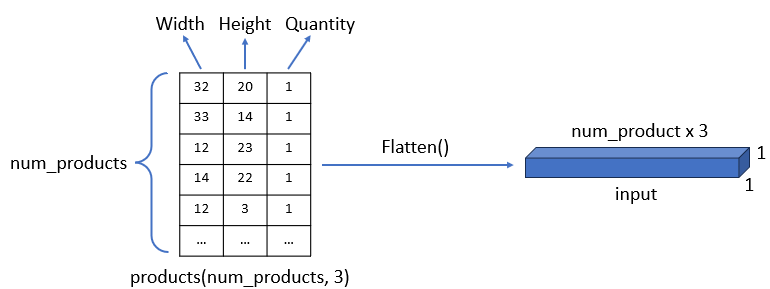 Width Height Quantity
32 20 1
33 14 1
12 23 1
14 22 1
12 3 1
... ... ...
num_products
products(num_products, 3)
Flatten()
num_product x 3
1
1
input